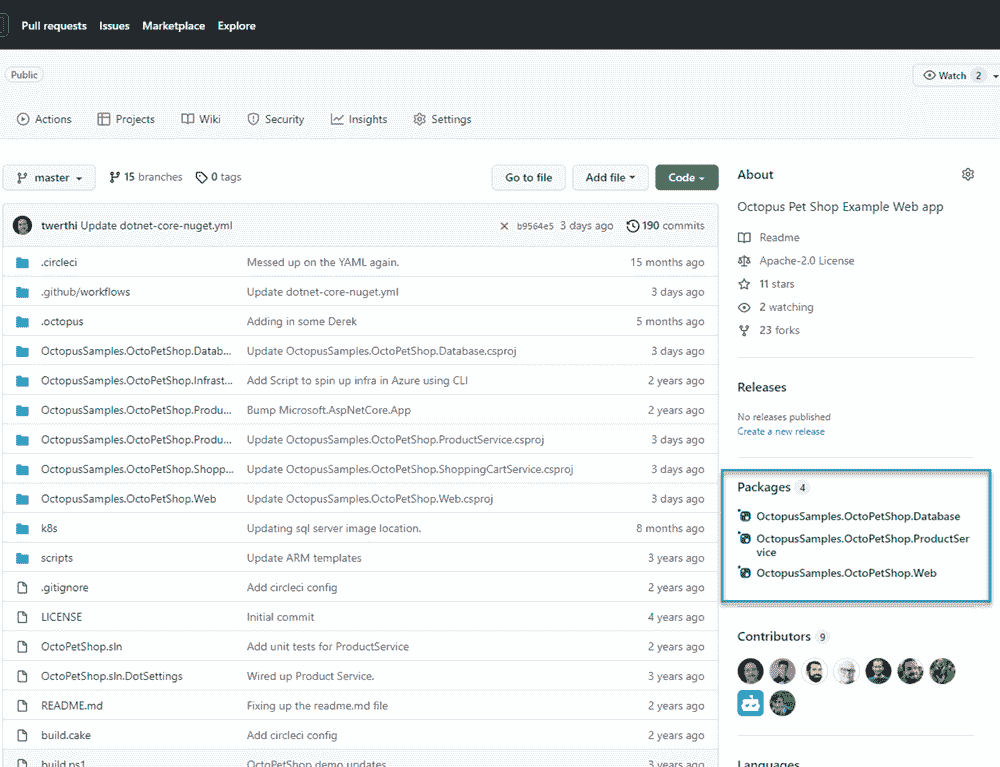 Pull requests Issues Marketplace Explore
Public
Watch 2
Actions Projects Wiki Security Insights Settings
master 15 branches 0 tags Go to file Add file Code
twerthi Update dotnet-core-nuget.yml b9564e5 3 days ago 190 commits
.circleci Messed up on the YAML again. 15 months ago
.github/workflows Update dotnet-core-nuget.yml 3 days ago
.octopus Adding in some Derek 5 months ago
OctopusSamples.OctoPetShop.Datab... Update OctopusSamples.OctoPetShop.Database.csproj 3 days ago
OctopusSamples.OctoPetShop.Infrast... Add Script to spin up infra in Azure using CLI 2 years ago
OctopusSamples.OctoPetShop.Produ... Bump Microsoft.AspNetCore.App 2 years ago
OctopusSamples.OctoPetShop.Produ... Update OctopusSamples.OctoPetShop.ProductService.csproj 3 days ago
OctopusSamples.OctoPetShop.Shopp... Update OctopusSamples.OctoPetShop.ShoppingCartService.csproj 3 days ago
OctopusSamples.OctoPetShop.Web Update OctopusSamples.OctoPetShop.Web.csproj 3 days ago
k8s Updating sql server image location. 8 months ago
scripts Update ARM templates 3 years ago
.gitignore Add circleci config 2 years ago
LICENSE Initial commit 4 years ago
OctoPetShop.sln Add unit tests for ProductService 2 years ago
OctoPetShop.sln.DotSettings Wired up Product Service. 3 years ago
README.md Fixing up the readme.md file 2 years ago
build.cake Add circleci config 2 years ago
build.ps1 OctoPetShop demo updates 3 years ago
About
Octopus Pet Shop Example Web app
Readme
Apache-2.0 License
11 stars
2 watching
23 forks
Releases
No releases published
Create a new release
Packages 4
OctopusSamples.OctoPetShop.Database
OctopusSamples.OctoPetShop.ProductSer
vice
OctopusSamples.OctoPetShop.Web
Contributors 9
Languages